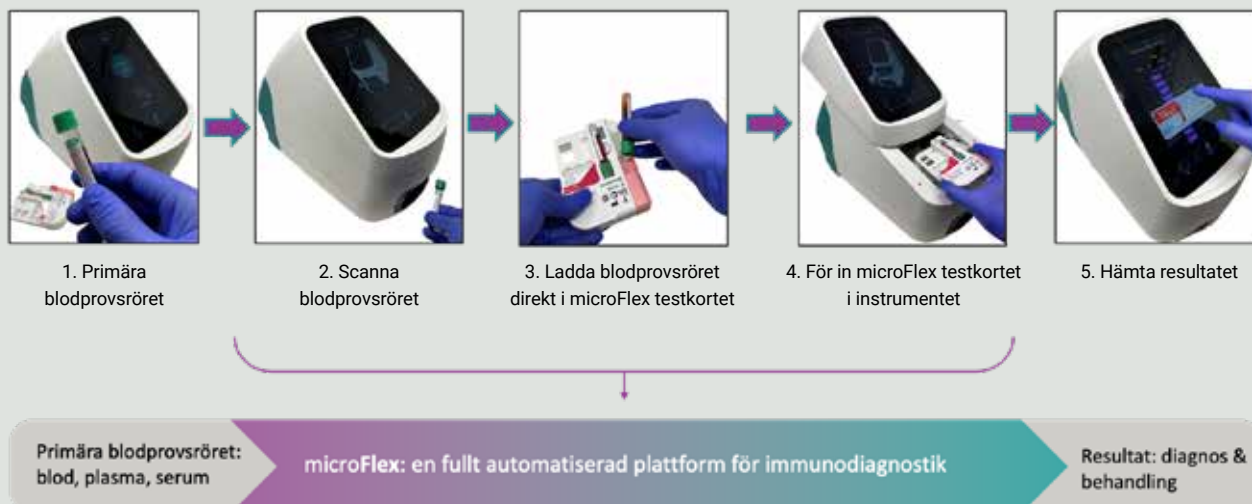 1. Primära
blodprovsröret
2. Scanna
blodprovsröret
3. Ladda blodprovsröret
direkt i microFlex testkortet
4. För in microFlex testkortet
i instrumentet
5. Hämta resultatet
Primära blodprovsröret:
blod, plasma, serum
microFlex: en fullt automatiserad plattform för immunodiagnostik
Resultat: diagnos &
behandling